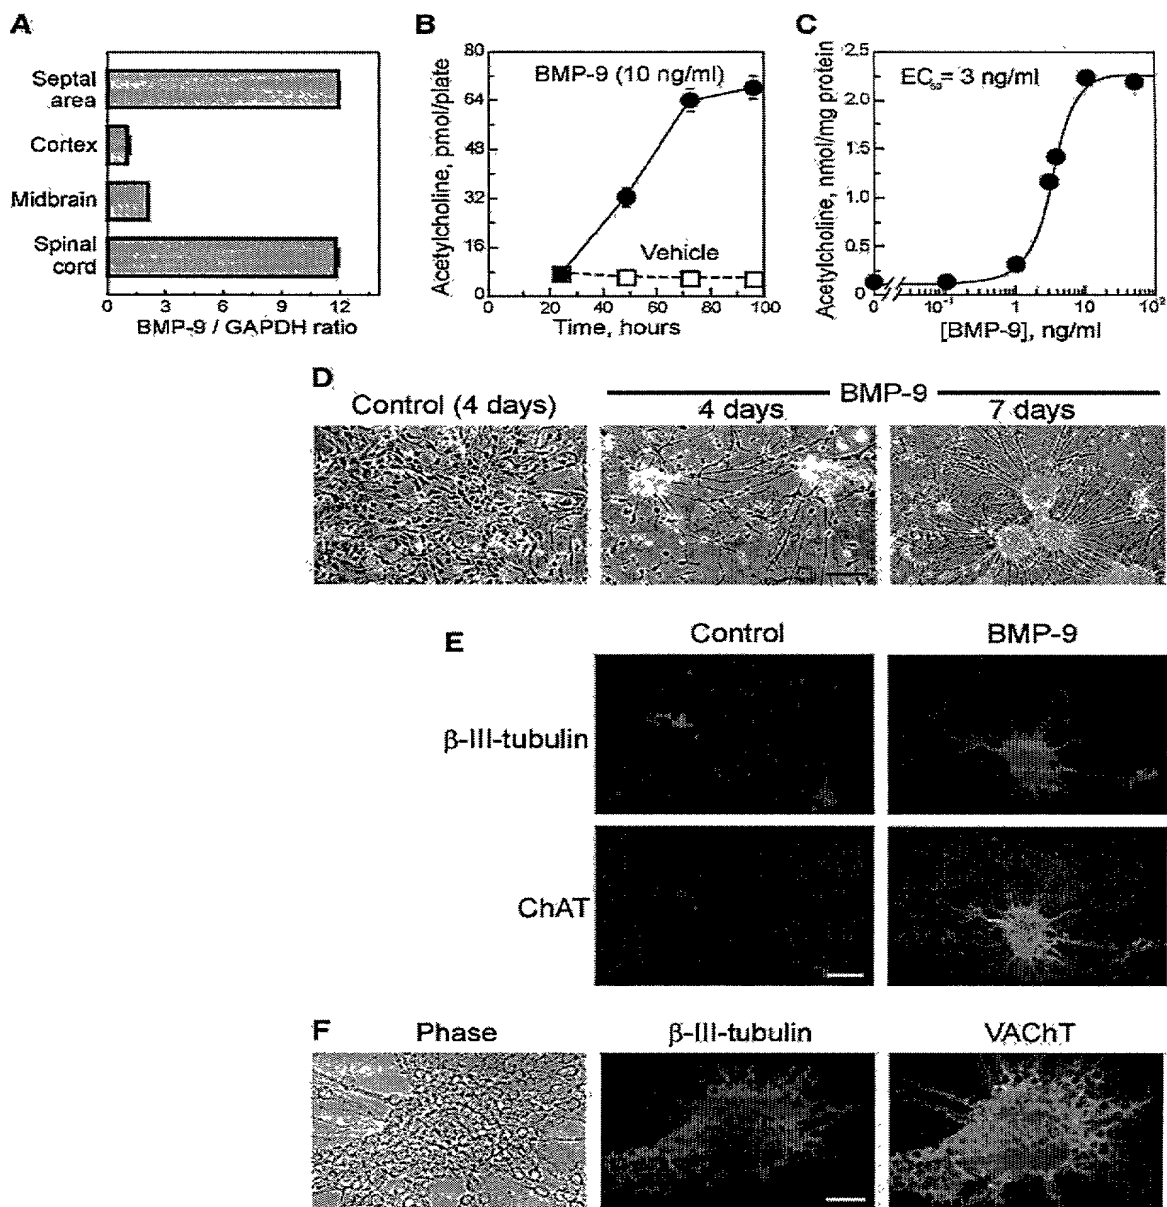 A
Septal
area
Cortex
Midbrain
Spinal
cord
0 3 6 9 12
BMP-9 / GAPDH ratio
B
80
64
48
32
16
0
Acetylcholine, pmol/plate
BMP-9 (10 ng/ml)
Vehicle
0 20 40 60 80 100
Time, hours
C
2.5
2.0
1.5
1.0
0.5
0
Acetylcholine, nmol/mg protein
EC₅₀= 3 ng/ml
0 10⁻¹ 1 10 10²
[BMP-9], ng/ml
D
Control (4 days)
BMP-9
4 days
7 days
E
Control
BMP-9
β-III-tubulin
ChAT
F
Phase
β-III-tubulin
VAChT